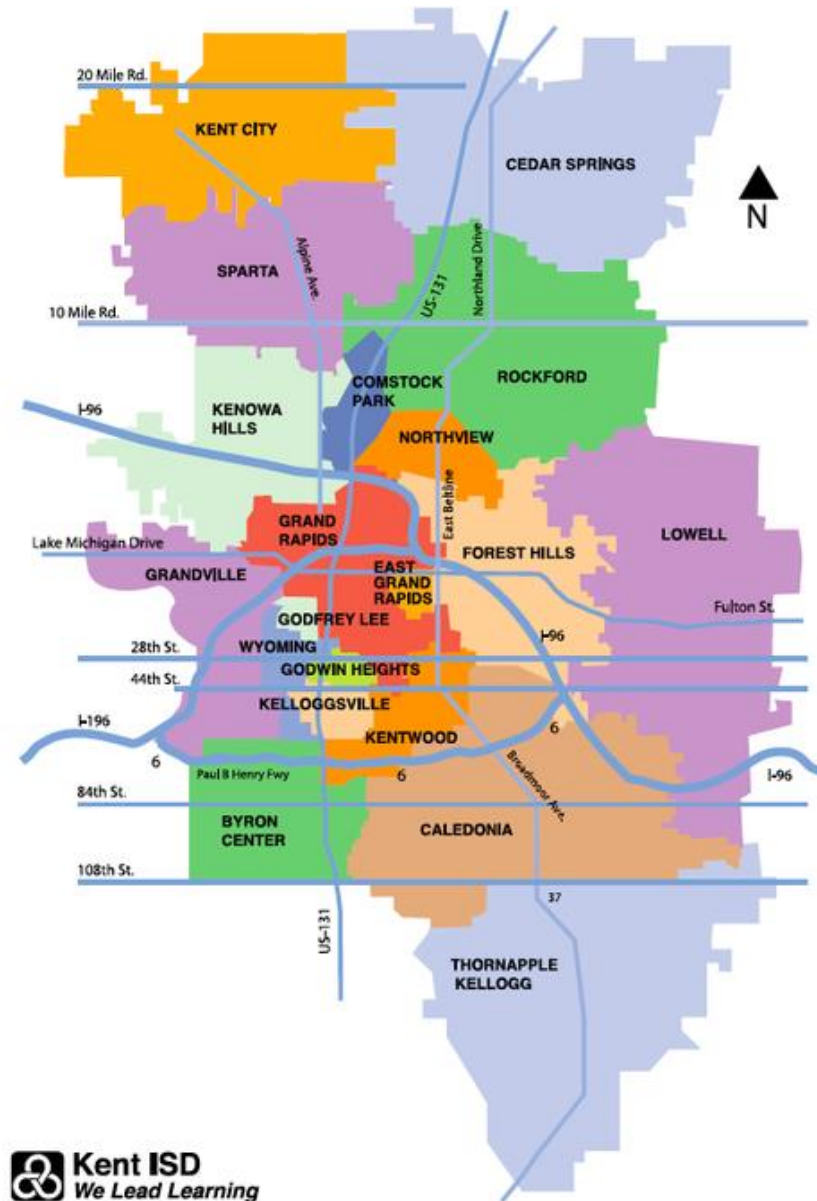 20 Mile Rd.
KENT CITY
CEDAR SPRINGS
N
SPARTA
Alpine Ave.
US-131
Northland Drive
10 Mile Rd.
COMSTOCK
PARK
ROCKFORD
KENOWA
HILLS
I-96
NORTHVIEW
East Beltline
GRAND
RAPIDS
LOWELL
Lake Michigan Drive
FOREST HILLS
GRANDVILLE
EAST
GRAND
RAPIDS
Fulton St.
GODFREY LEE
I-96
28th St.
WYOMING
GODWIN HEIGHTS
44th St.
KELLOGGSVILLE
I-196
KENTWOOD
6
6
Paul B Henry Fwy
6
Broadmoor Ave.
I-96
84th St.
BYRON
CENTER
CALEDONIA
108th St.
37
US-131
THORNAPPLE
KELLOGG
Kent ISD
We Lead Learning